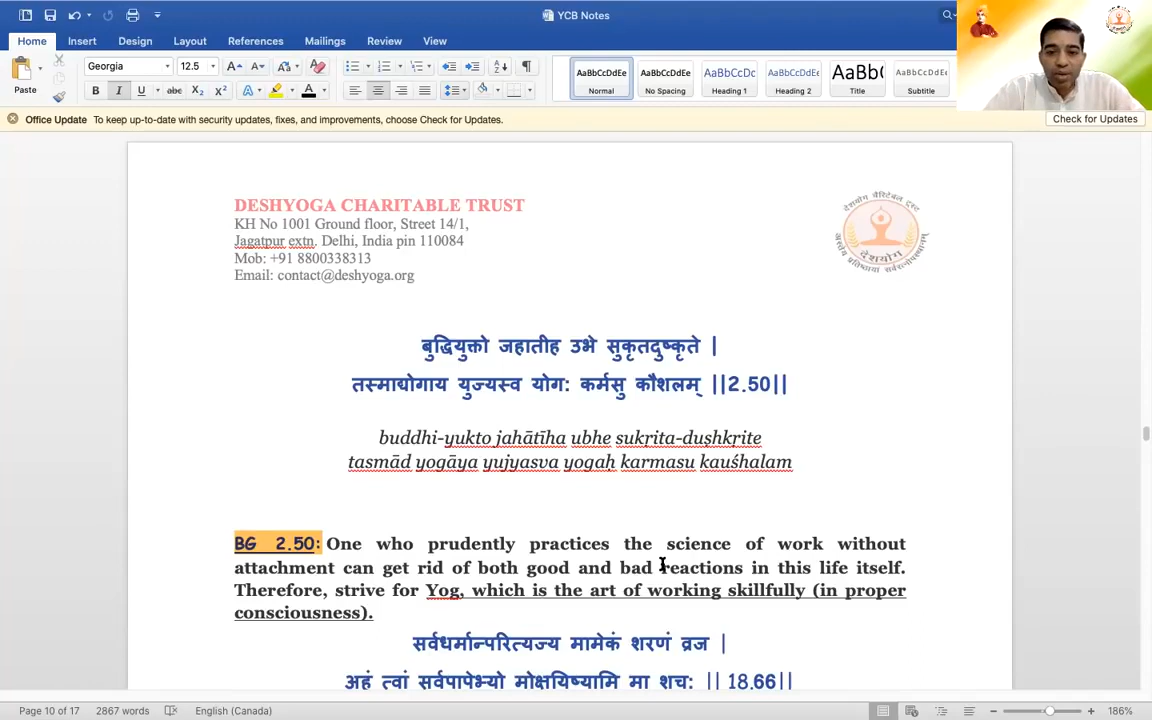 YCB Notes
Home Insert Design Layout References Mailings Review View
Paste
Georgia 12.5
AaBbCcDdEe AaBbCcDdEe AaBbCcDc AaBbCcDdEe AaBb( AaBbCcDdEe
Normal No Spacing Heading 1 Heading 2 Title Subtitle
Office Update To keep up-to-date with security updates, fixes, and improvements, choose Check for Updates.
Check for Updates
DESHYOGA CHARITABLE TRUST
KH No 1001 Ground floor, Street 14/1,
Jagatpur extn. Delhi, India pin 110084
Mob: +91 8800338313
Email: contact@deshyoga.org
देशयोग चैरिटेबल ट्रस्ट
देशयोग
बुद्धियुक्तो जहातीह उभे सुकृतदुष्कृते |
तस्माद्योगाय युज्यस्व योग: कर्मसु कौशलम् ||2.50||
buddhi-yukto jahātīha ubhe sukṛita-duṣhkṛite
tasmād yogāya yujyasva yogaḥ karmasu kauśhalam
BG 2.50: One who prudently practices the science of work without
attachment can get rid of both good and bad reactions in this life itself.
Therefore, strive for Yog, which is the art of working skillfully (in proper
consciousness).
सर्वधर्मान्परित्यज्य मामेकं शरणं व्रज |
अहं त्वां सर्वपापेभ्यो मोक्षयिष्यामि मा शुच: || 18.66||
Page 10 of 17 2867 words English (Canada) 186%